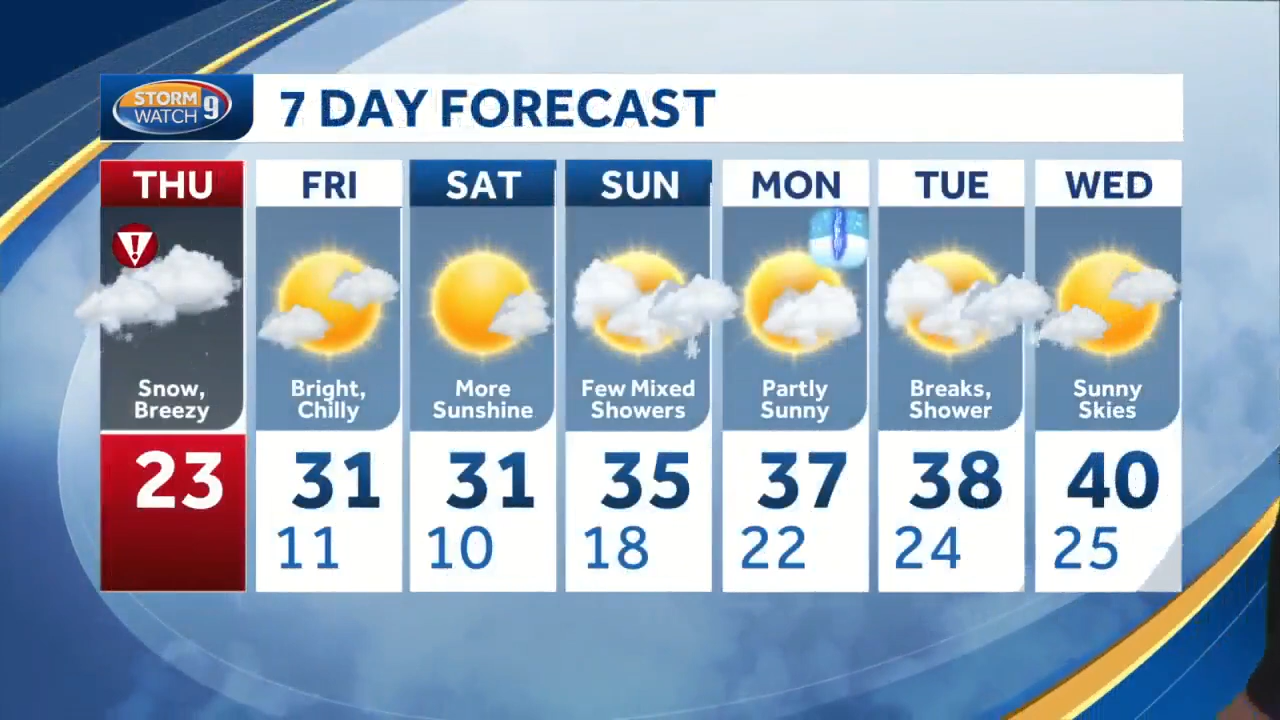 STORM
WATCH 9
7 DAY FORECAST
THU
FRI
SAT
SUN
MON
TUE
WED
!
Snow,
Breezy
Bright,
Chilly
More
Sunshine
Few Mixed
Showers
Partly
Sunny
Breaks,
Shower
Sunny
Skies
23
31
31
35
37
38
40
11
10
18
22
24
25